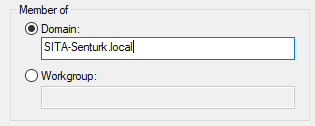 Member of
Domain:
SITA-Senturk.local
Workgroup: